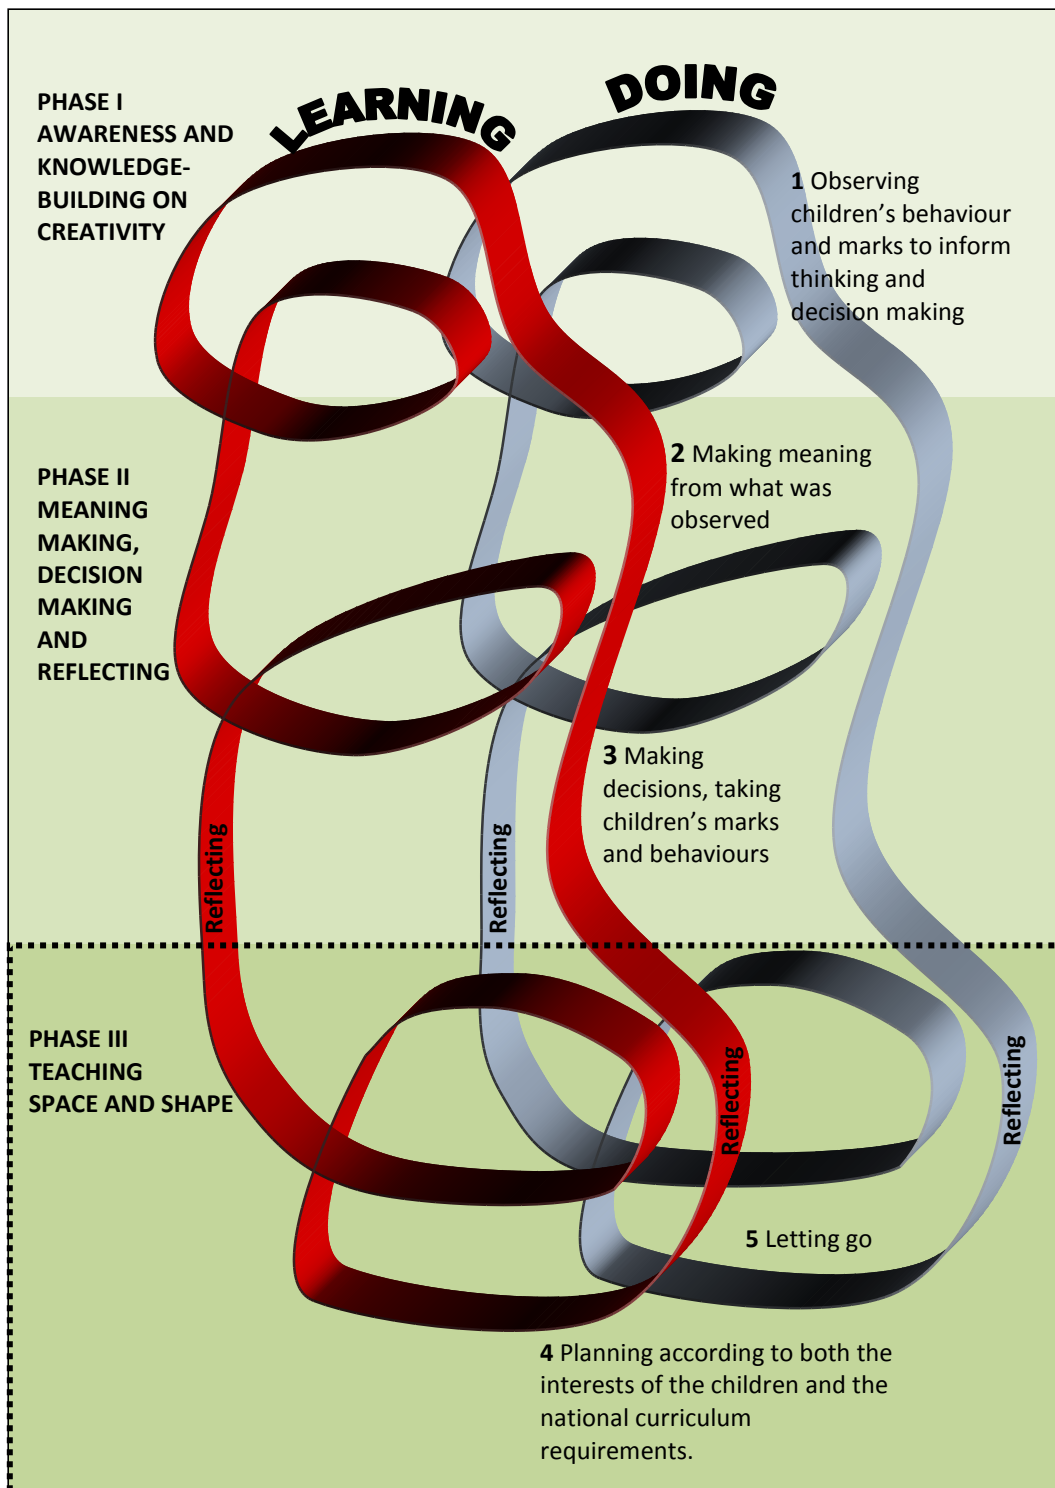 LEARNING
DOING
PHASE I
AWARENESS AND
KNOWLEDGE-
BUILDING ON
CREATIVITY
1 Observing
children’s behaviour
and marks to inform
thinking and
decision making
PHASE II
MEANING
MAKING,
DECISION
MAKING
AND
REFLECTING
2 Making meaning
from what was
observed
3 Making
decisions, taking
children’s marks
and behaviours
Reflecting
Reflecting
PHASE III
TEACHING
SPACE AND SHAPE
Reflecting
Reflecting
5 Letting go
4 Planning according to both the
interests of the children and the
national curriculum
requirements.